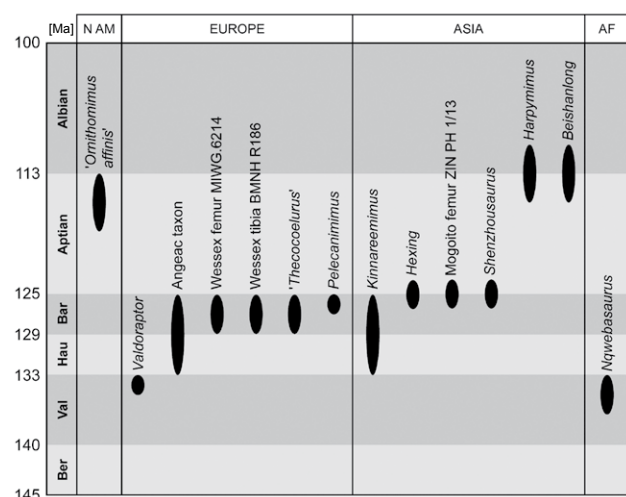 [Ma] N AM EUROPE ASIA AF
100
Albian
113
Aptian
125
Bar
129
Hau
133
Val
140
Ber
145
'Ornithomimus
affinis'
Valdoraptor
Angeac taxon
Wessex femur MIWG.6214
Wessex tibia BMNH R186
'Thecocoelurus'
Pelecanimimus
Kinnareemimus
Hexing
Mogoito femur ZIN PH 1/13
Shenzhousaurus
Harpymimus
Beishanlong
Nqwebasaurus